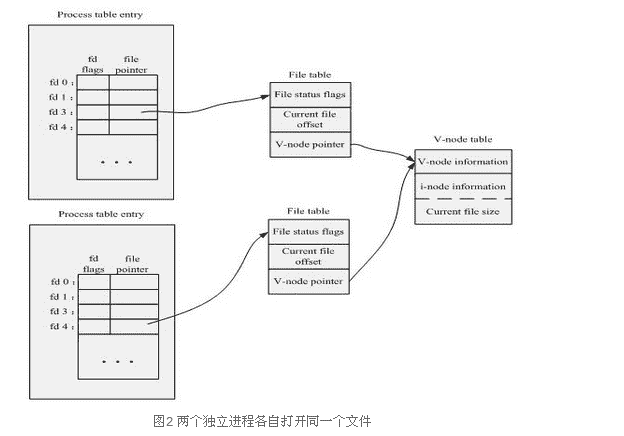 Process table entry
fd flags
file pointer
fd 0 :
fd 1 :
fd 3 :
fd 4 :
. . .
File table
File status flags
Current file offset
V-node pointer
V-node table
V-node information
i-node information
Current file size
Process table entry
fd flags
file pointer
fd 0 :
fd 1 :
fd 3 :
fd 4 :
. . .
File table
File status flags
Current file offset
V-node pointer
图2 两个独立进程各自打开同一个文件